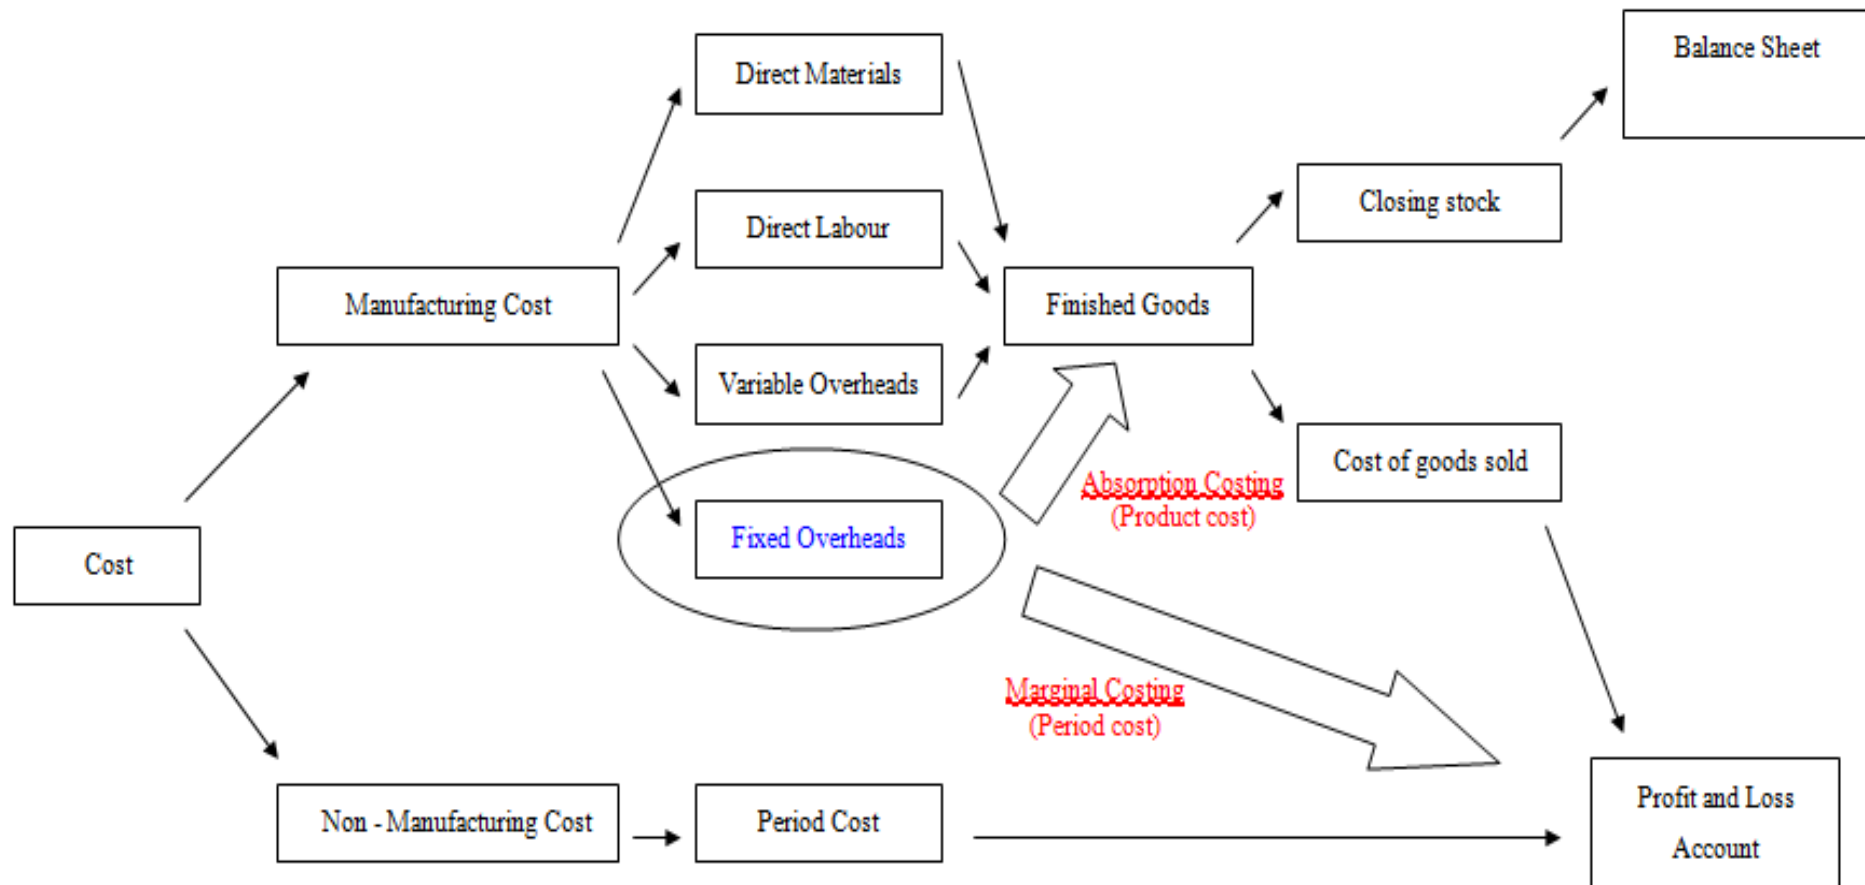 Balance Sheet
Direct Materials
Closing stock
Direct Labour
Manufacturing Cost
Finished Goods
Variable Overheads
Cost of goods sold
Absorption Costing
(Product cost)
Fixed Overheads
Cost
Marginal Costing
(Period cost)
Non - Manufacturing Cost
Period Cost
Profit and Loss
Account